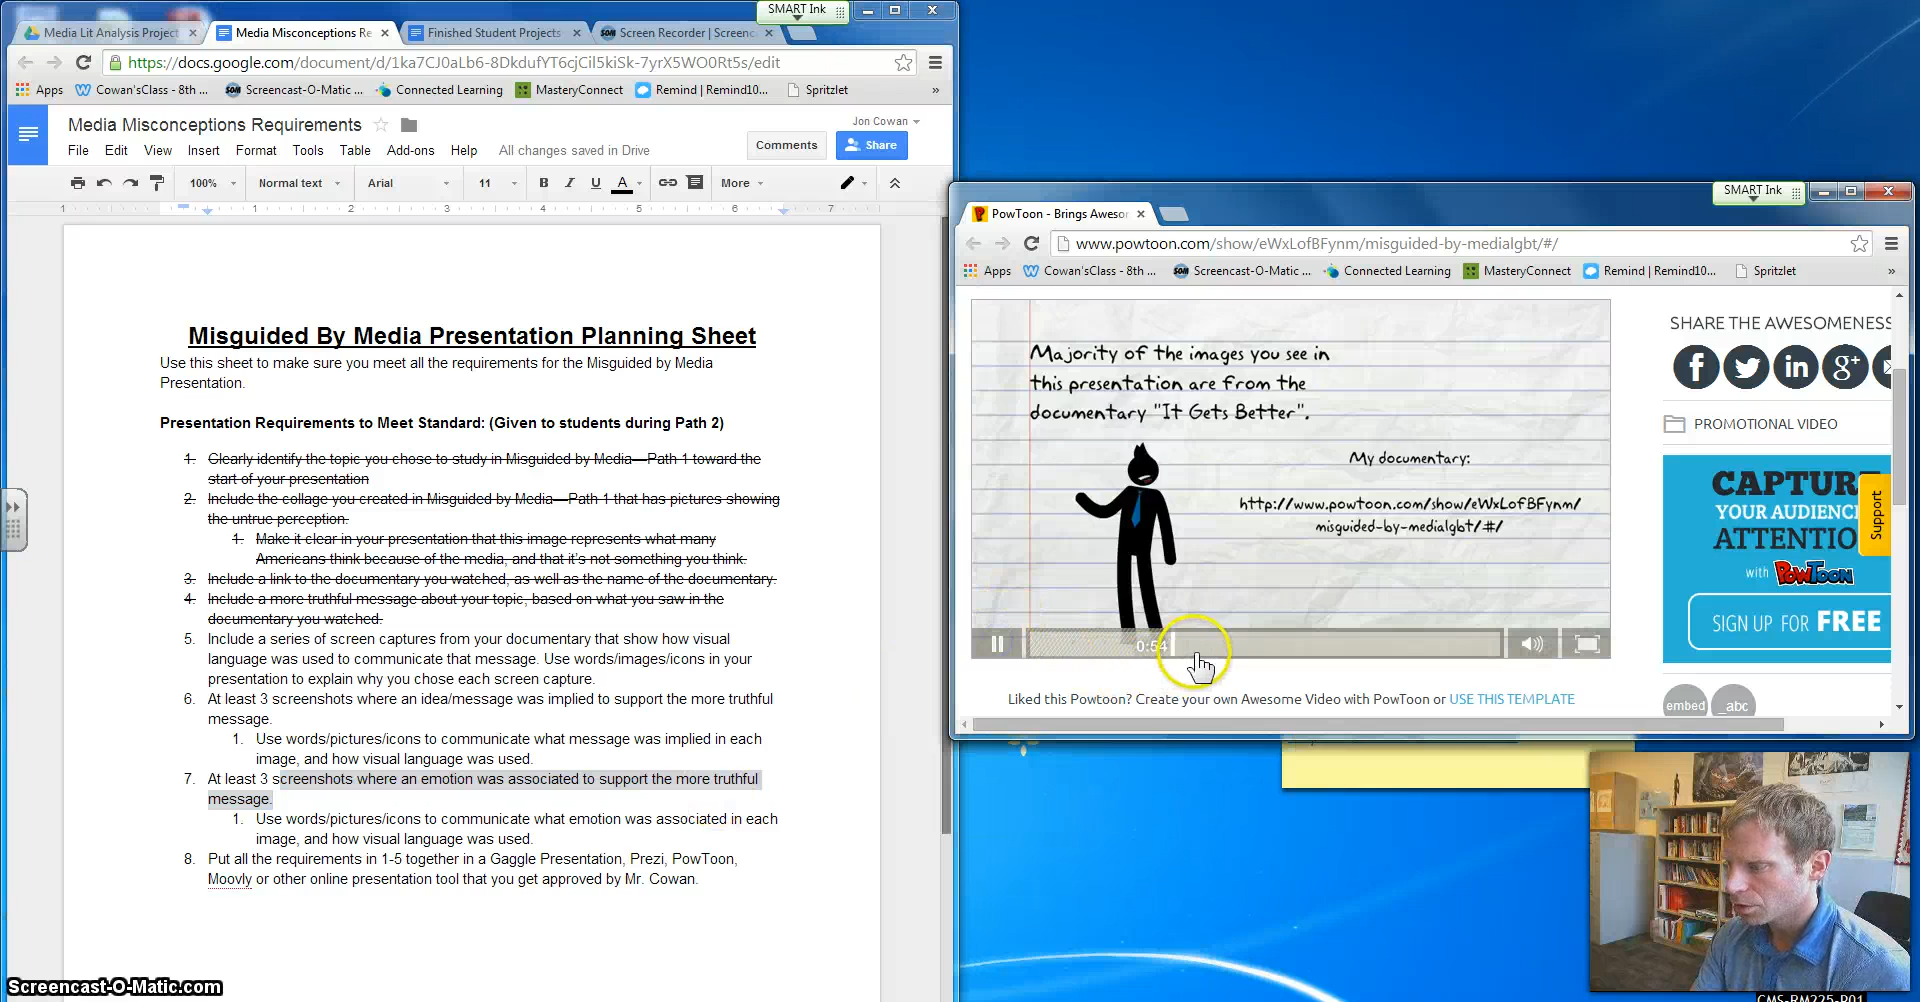 SMART Ink
Media Lit Analysis Project
Media Misconceptions Re
Finished Student Projects
Screen Recorder | Screenc
https://docs.google.com/document/d/1ka7CJ0aLb6-8DkdufYT6cjCil5kiSk-7yrX5WO0Rt5s/edit
Apps
Cowan'sClass - 8th ...
Screencast-O-Matic ...
Connected Learning
MasteryConnect
Remind | Remind10...
Spritzlet
»
Media Misconceptions Requirements
Jon Cowan
File Edit View Insert Format Tools Table Add-ons Help All changes saved in Drive
Comments
Share
100% Normal text Arial 11 B I U A More
1 1 2 3 4 5 6 7
Misguided By Media Presentation Planning Sheet
Use this sheet to make sure you meet all the requirements for the Misguided by Media
Presentation.
Presentation Requirements to Meet Standard: (Given to students during Path 2)
1. Clearly identify the topic you chose to study in Misguided by Media—Path 1 toward the
start of your presentation
2. Include the collage you created in Misguided by Media—Path 1 that has pictures showing
the untrue perception.
1. Make it clear in your presentation that this image represents what many
Americans think because of the media, and that it's not something you think.
3. Include a link to the documentary you watched, as well as the name of the documentary.
4. Include a more truthful message about your topic, based on what you saw in the
documentary you watched.
5. Include a series of screen captures from your documentary that show how visual
language was used to communicate that message. Use words/images/icons in your
presentation to explain why you chose each screen capture.
6. At least 3 screenshots where an idea/message was implied to support the more truthful
message.
1. Use words/pictures/icons to communicate what message was implied in each
image, and how visual language was used.
7. At least 3 screenshots where an emotion was associated to support the more truthful
message.
1. Use words/pictures/icons to communicate what emotion was associated in each
image, and how visual language was used.
8. Put all the requirements in 1-5 together in a Gaggle Presentation, Prezi, PowToon,
Moovly or other online presentation tool that you get approved by Mr. Cowan.
Screencast-O-Matic.com
SMART Ink
PowToon - Brings Aweso
www.powtoon.com/show/eWxLofBFynm/misguided-by-medialgbt/#/
Apps
Cowan'sClass - 8th ...
Screencast-O-Matic ...
Connected Learning
MasteryConnect
Remind | Remind10...
Spritzlet
»
Majority of the images you see in
this presentation are from the
documentary "It Gets Better".
My documentary:
http://www.powtoon.com/show/eWxLofBFynm/
misguided-by-medialgbt/#/
0:54
Liked this Powtoon? Create your own Awesome Video with PowToon or USE THIS TEMPLATE
SHARE THE AWESOMENESS
PROMOTIONAL VIDEO
CAPTUR
YOUR AUDIENC
ATTENTIO
with POWTOON
SIGN UP FOR FREE
Support
embed
_abc
CMS-RM225-P01